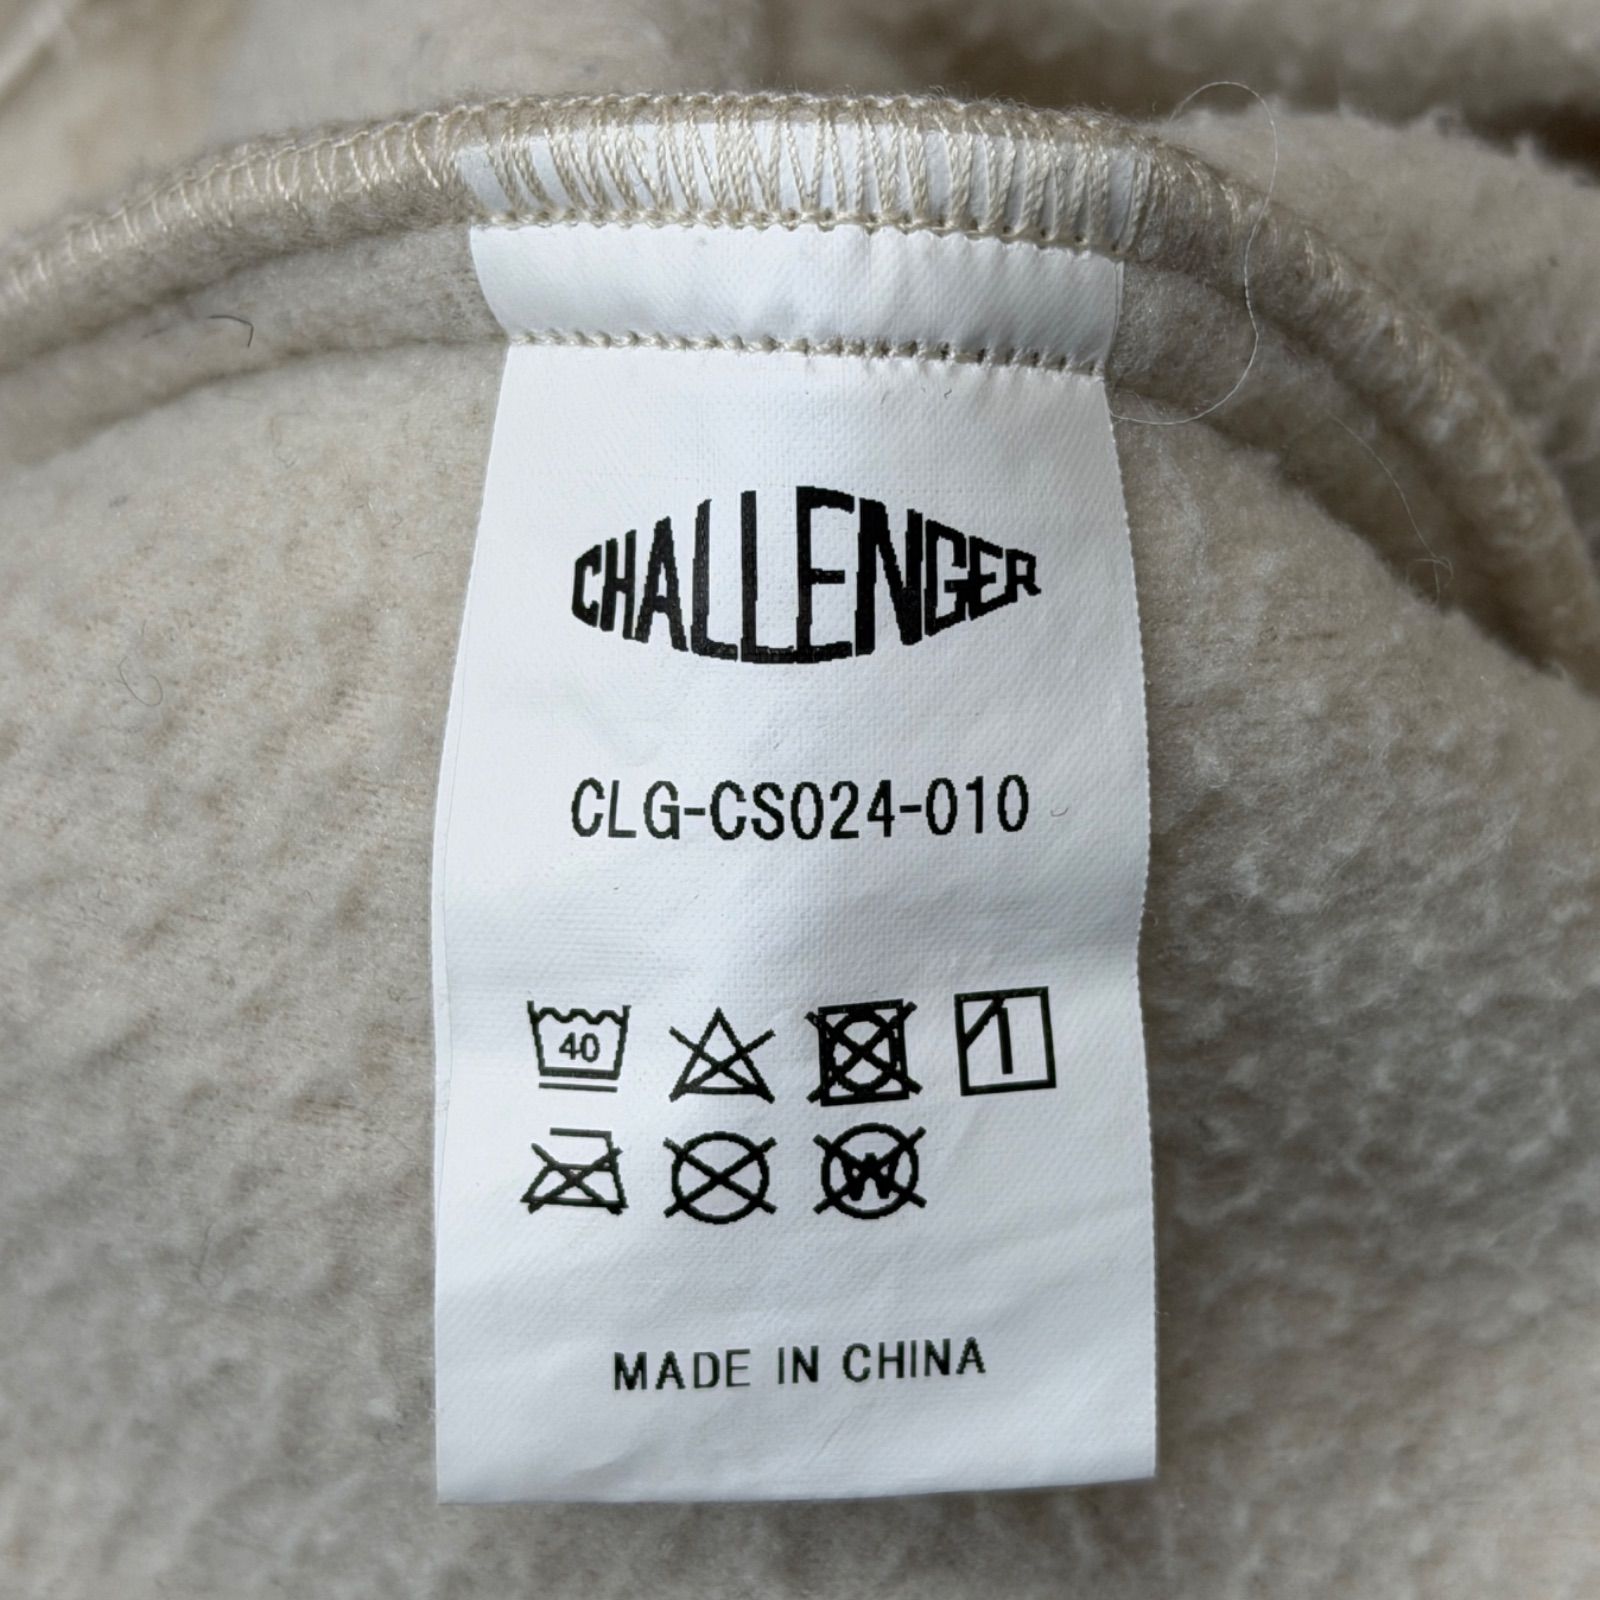 CHALLENGER
CLG-CS024-010
40
W
MADE IN CHINA